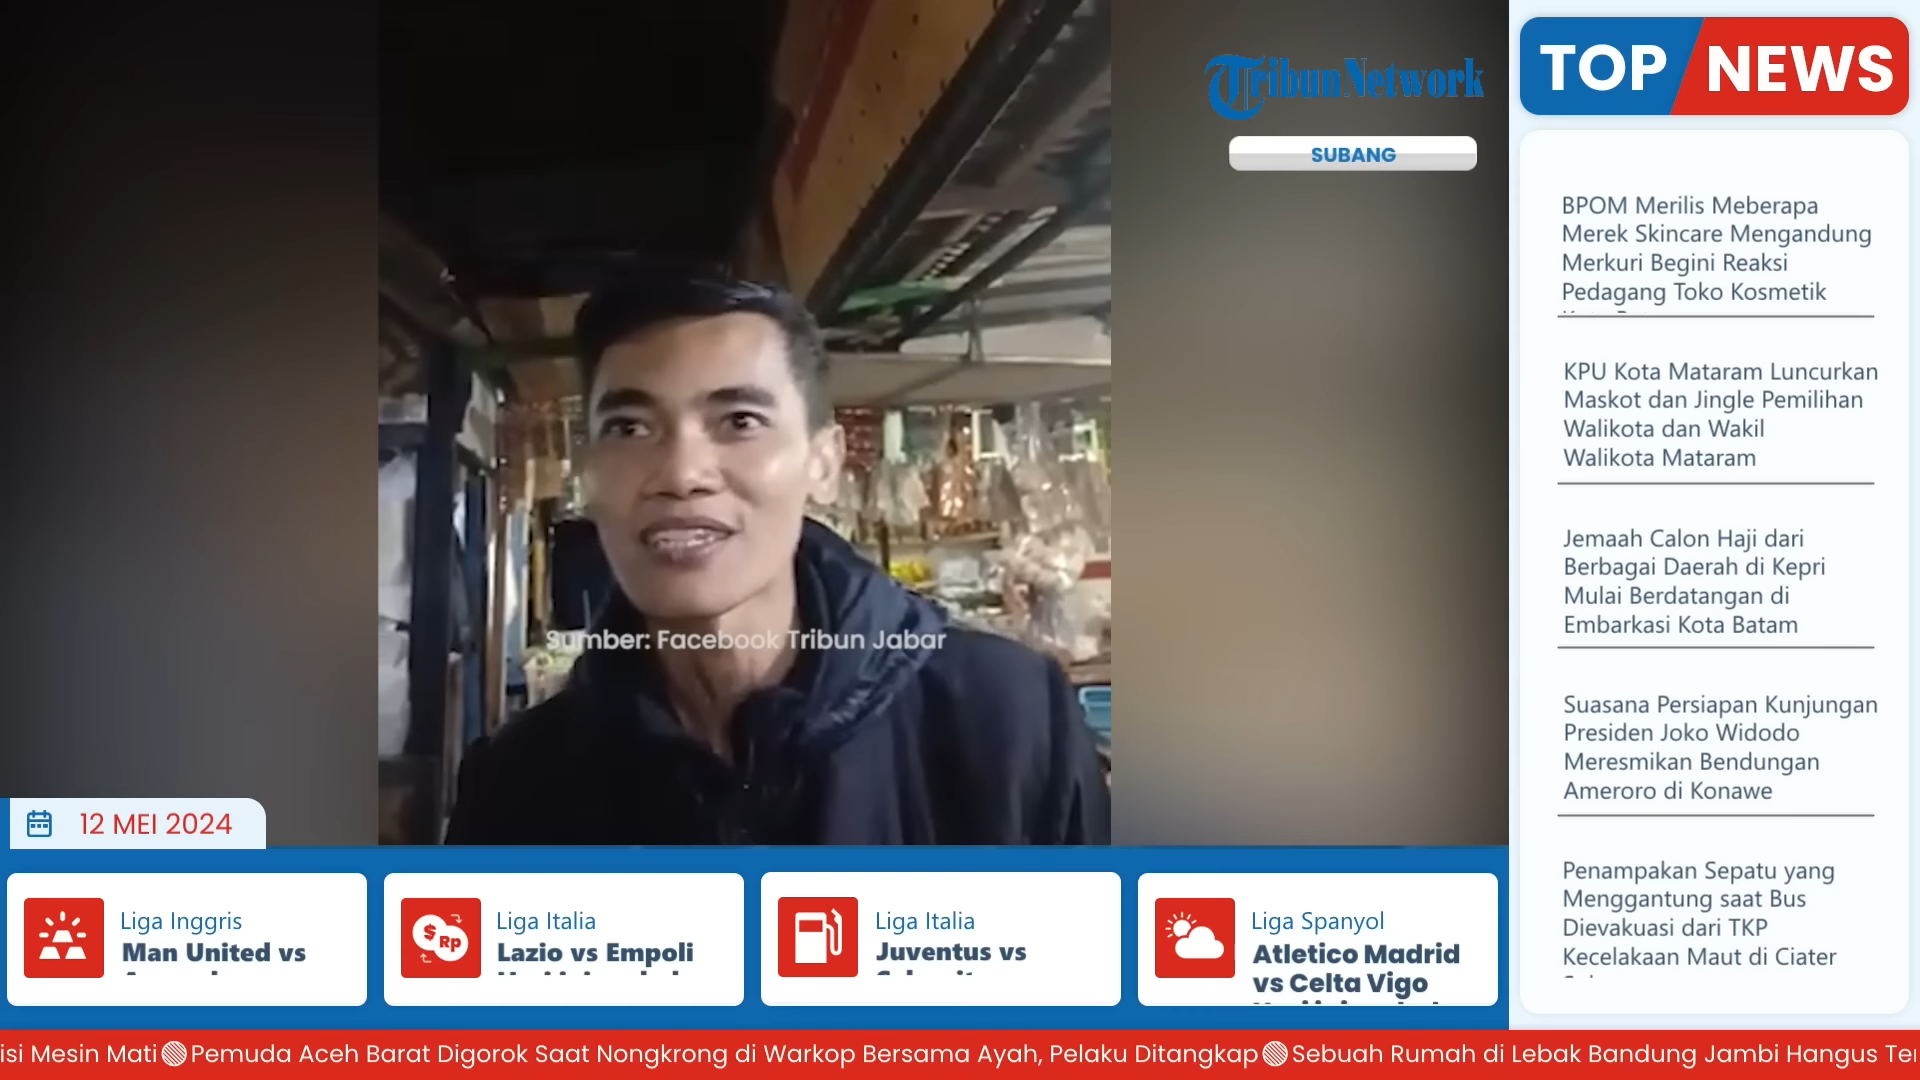 TribunNetwork
SUBANG
TOP NEWS
BPOM Merilis Meberapa
Merek Skincare Mengandung
Merkuri Begini Reaksi
Pedagang Toko Kosmetik
KPU Kota Mataram Luncurkan
Maskot dan Jingle Pemilihan
Walikota dan Wakil
Walikota Mataram
Jemaah Calon Haji dari
Berbagai Daerah di Kepri
Mulai Berdatangan di
Embarkasi Kota Batam
Suasana Persiapan Kunjungan
Presiden Joko Widodo
Meresmikan Bendungan
Ameroro di Konawe
Penampakan Sepatu yang
Menggantung saat Bus
Dievakuasi dari TKP
Kecelakaan Maut di Ciater
Sumber: Facebook Tribun Jabar
12 MEI 2024
Liga Inggris
Man United vs
$ Rp
Liga Italia
Lazio vs Empoli
Liga Italia
Juventus vs
Liga Spanyol
Atletico Madrid
vs Celta Vigo
isi Mesin Mati Pemuda Aceh Barat Digorok Saat Nongkrong di Warkop Bersama Ayah, Pelaku Ditangkap Sebuah Rumah di Lebak Bandung Jambi Hangus Te